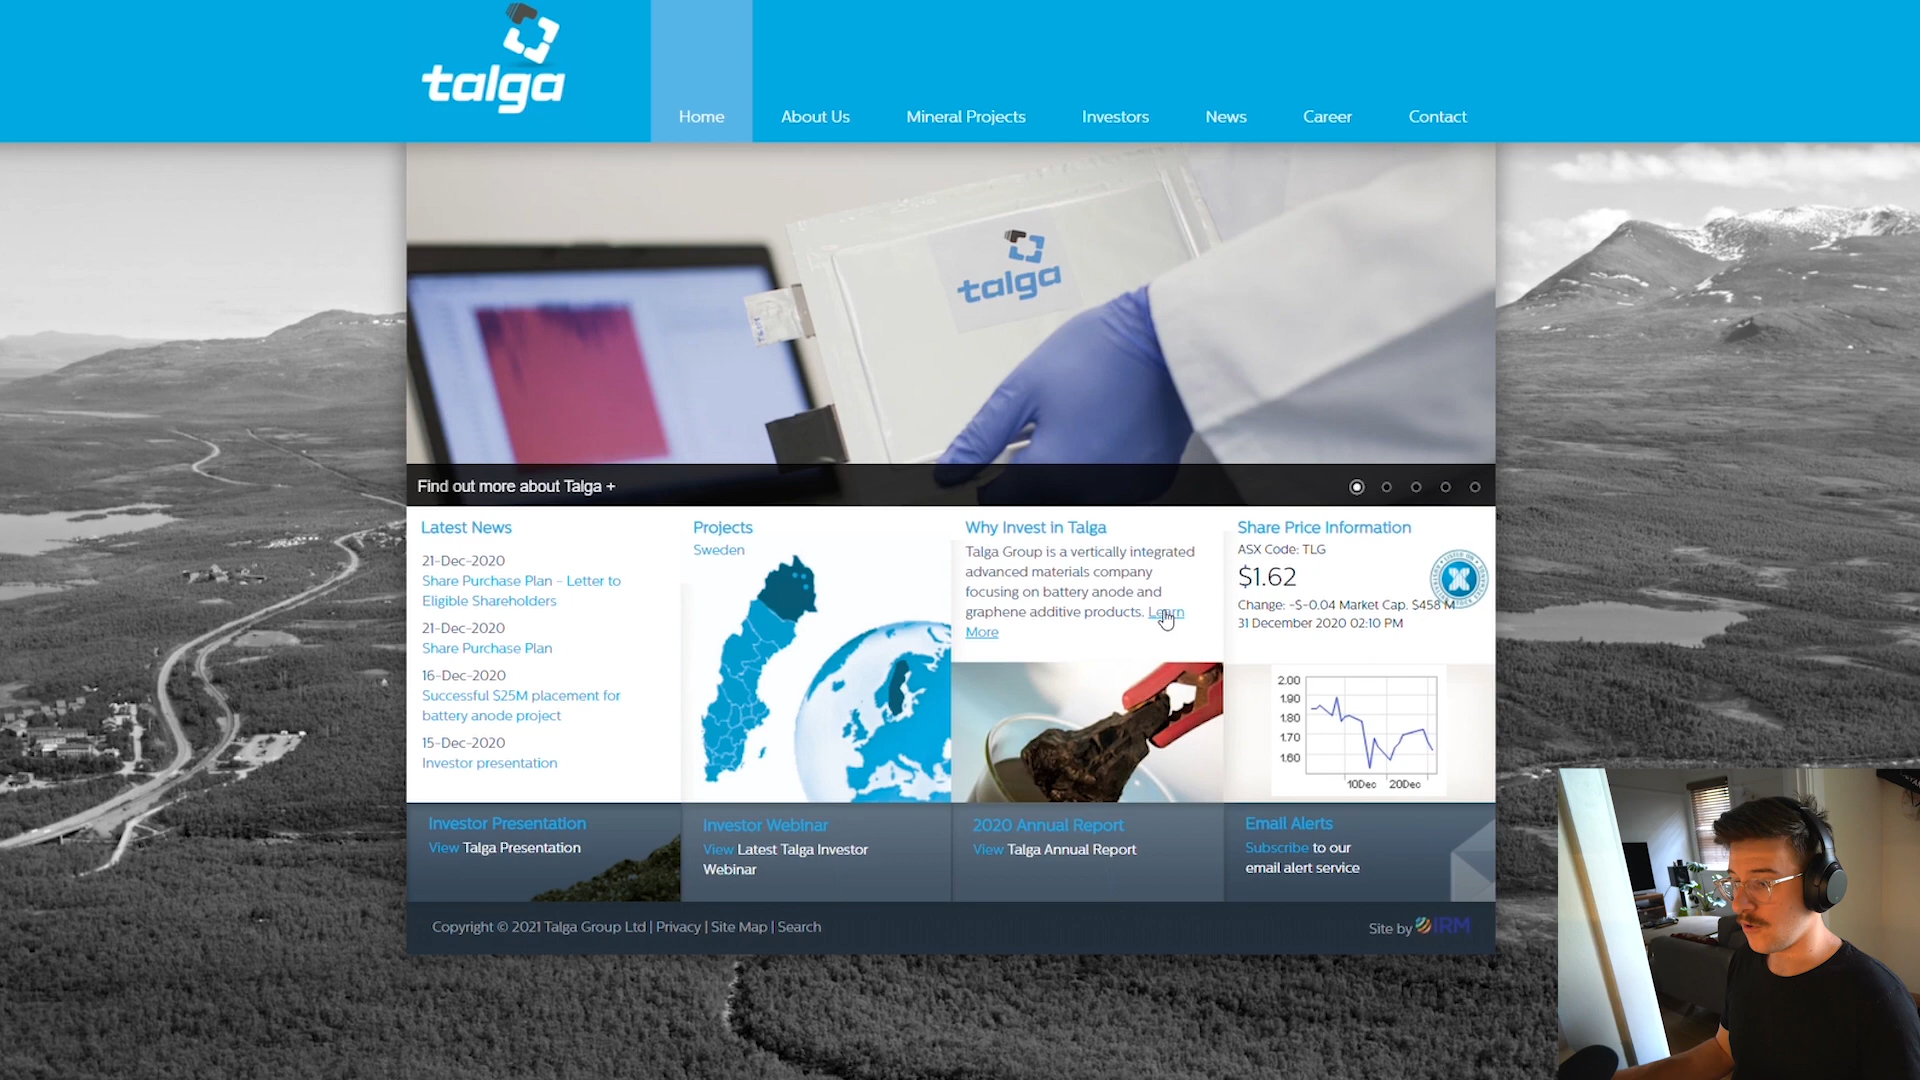 talga
Home
About Us
Mineral Projects
Investors
News
Career
Contact
talga
Find out more about Talga +
Latest News
21-Dec-2020
Share Purchase Plan - Letter to
Eligible Shareholders
21-Dec-2020
Share Purchase Plan
16-Dec-2020
Successful $25M placement for
battery anode project
15-Dec-2020
Investor presentation
Projects
Sweden
Why Invest in Talga
Talga Group is a vertically integrated
advanced materials company
focusing on battery anode and
graphene additive products. Learn
More
Share Price Information
ASX Code: TLG
$1.62
Change: -$-0.04 Market Cap. $458 M
31 December 2020 02:10 PM
2.00
1.90
1.80
1.70
1.60
10Dec
20Dec
Investor Presentation
View Talga Presentation
Investor Webinar
View Latest Talga Investor
Webinar
2020 Annual Report
View Talga Annual Report
Email Alerts
Subscribe to our
email alert service
Copyright © 2021 Talga Group Ltd | Privacy | Site Map | Search
Site by IRM